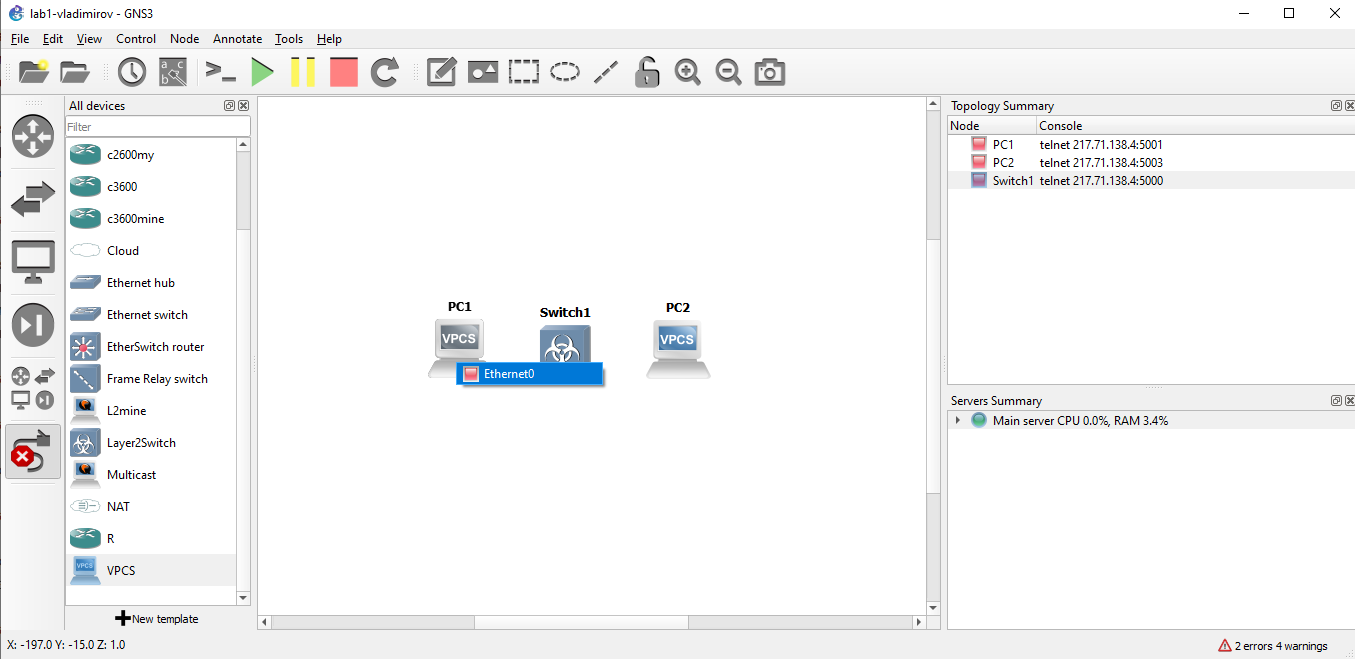 lab1-vladimirov - GNS3
File Edit View Control Node Annotate Tools Help
All devices
Filter
c2600my
c3600
c3600mine
Cloud
Ethernet hub
Ethernet switch
EtherSwitch router
Frame Relay switch
L2mine
Layer2Switch
Multicast
NAT
R
VPCS
VPCS
New template
PC1
VPCS
Switch1
PC2
VPCS
Ethernet0
Topology Summary
Node Console
PC1 telnet 217.71.138.4:5001
PC2 telnet 217.71.138.4:5003
Switch1 telnet 217.71.138.4:5000
Servers Summary
Main server CPU 0.0%, RAM 3.4%
X: -197.0 Y: -15.0 Z: 1.0
2 errors 4 warnings